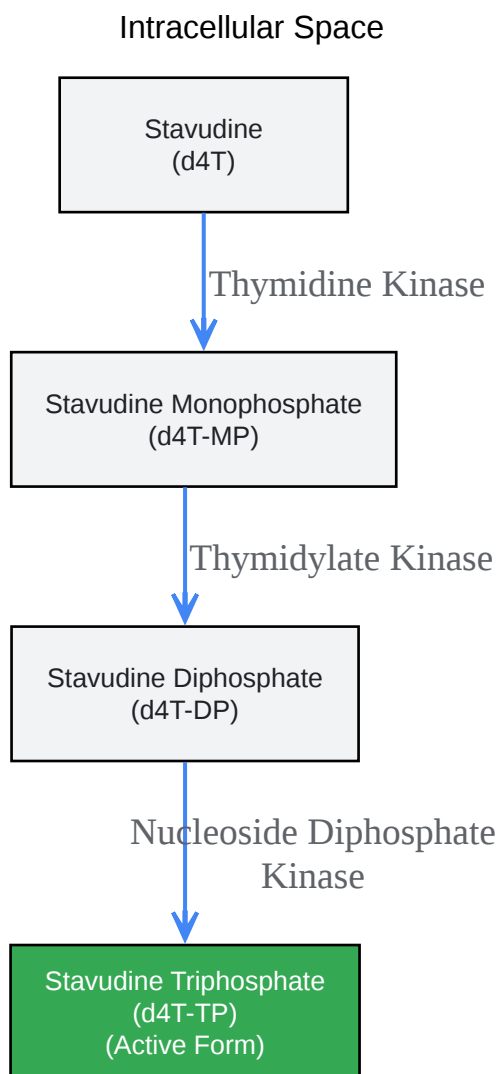 Intracellular Space
Stavudine
(d4T)
Thymidine Kinase
Stavudine Monophosphate
(d4T-MP)
Thymidylate Kinase
Stavudine Diphosphate
(d4T-DP)
Nucleoside Diphosphate
Kinase
Stavudine Triphosphate
(d4T-TP)
(Active Form)